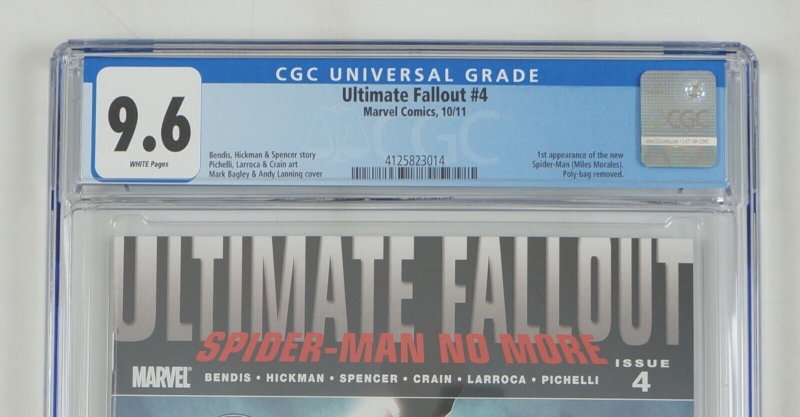 CGC UNIVERSAL GRADE
9.6
WHITE Pages
Ultimate Fallout #4
Marvel Comics, 10/11
Bendis, Hickman & Spencer story
Pichelli, Larroca & Crain art
Mark Bagley & Andy Lanning cover
4125823014
1st appearance of the new
Spider-Man (Miles Morales).
Poly-bag removed.
CGC
CGC
ULTIMATE FALLOUT
SPIDER-MAN NO MORE
ISSUE
4
MARVEL
BENDIS • HICKMAN • SPENCER • CRAIN • LARROCA • PICHELLI